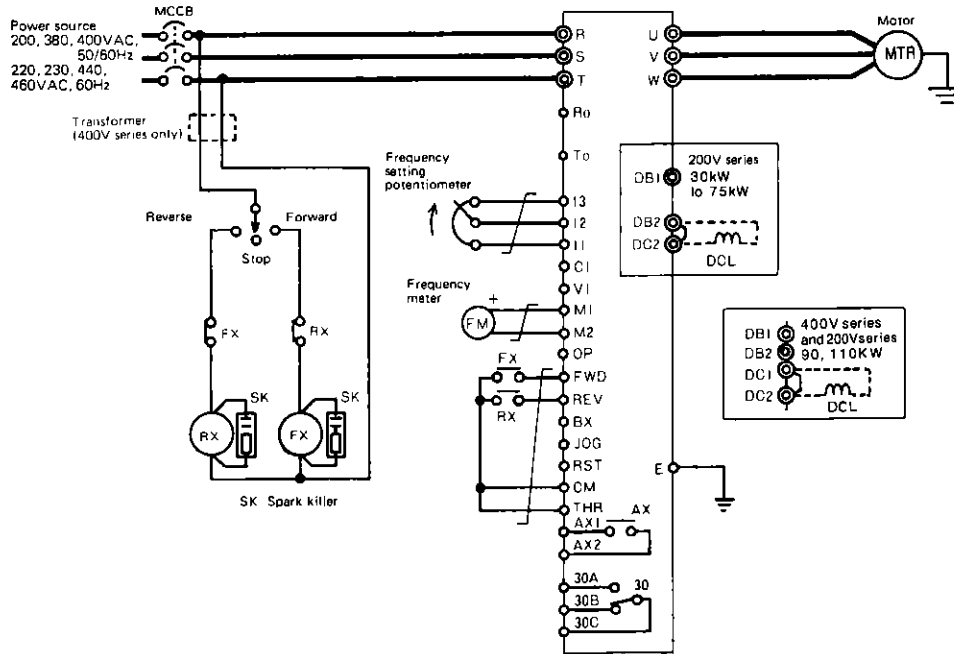 MCCB
Power source
200, 380, 400VAC,
50/60Hz
220, 230, 440,
460VAC, 60Hz
Transformer
(400V series only)
Reverse
Forward
Stop
FX
RX
RX
SK
FX
SK
SK Spark killer
Frequency
setting
potentiometer
Frequency
meter
+
FM
FX
RX
R
S
T
Ro
To
13
12
11
C1
V1
M1
M2
OP
FWD
REV
BX
JOG
RST
CM
THR
AX1
AX
AX2
30A
30
30B
30C
U
V
W
Motor
MTR
200V series
DB1
30kW
to 75kW
DB2
DC2
DCL
400V series
DB1
and 200V series
DB2
90, 110KW
DC1
DC2
DCL
E